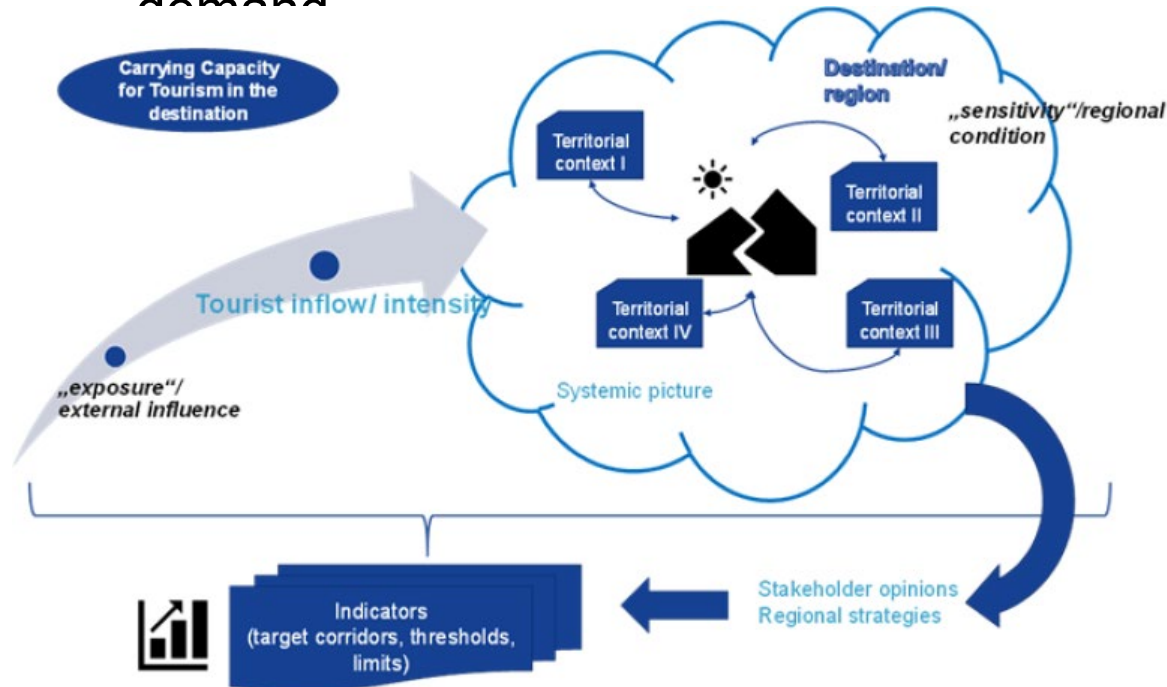 demand
Carrying Capacity
for Tourism in the
destination
Destination/
region
„sensitivity“/regional
condition
Territorial
context I
Territorial
context II
Tourist inflow/ intensity
Territorial
context IV
Territorial
context III
„exposure“/
external influence
Systemic picture
Stakeholder opinions
Regional strategies
Indicators
(target corridors, thresholds,
limits)